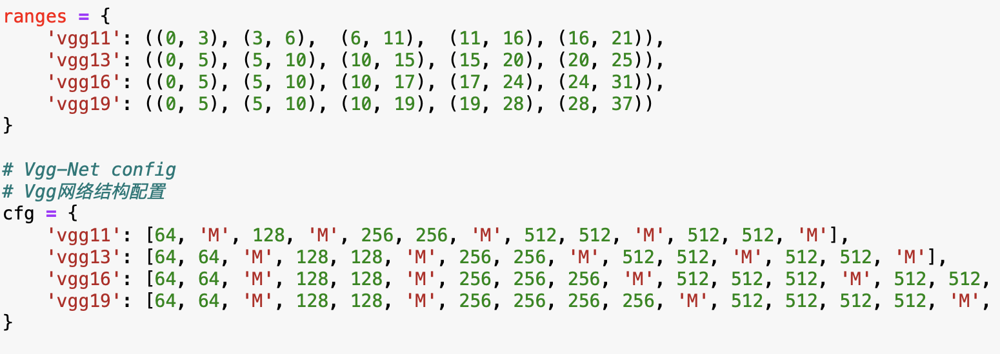 ranges = {
    'vgg11': ((0, 3), (3, 6),  (6, 11),  (11, 16), (16, 21)),
    'vgg13': ((0, 5), (5, 10), (10, 15), (15, 20), (20, 25)),
    'vgg16': ((0, 5), (5, 10), (10, 17), (17, 24), (24, 31)),
    'vgg19': ((0, 5), (5, 10), (10, 19), (19, 28), (28, 37))
}
# Vgg-Net config
# Vgg网络结构配置
cfg = {
    'vgg11': [64, 'M', 128, 'M', 256, 256, 'M', 512, 512, 'M', 512, 512, 'M'],
    'vgg13': [64, 64, 'M', 128, 128, 'M', 256, 256, 'M', 512, 512, 'M', 512, 512, 'M'],
    'vgg16': [64, 64, 'M', 128, 128, 'M', 256, 256, 256, 'M', 512, 512, 512, 'M', 512, 512,
    'vgg19': [64, 64, 'M', 128, 128, 'M', 256, 256, 256, 256, 'M', 512, 512, 512, 512, 'M',
}